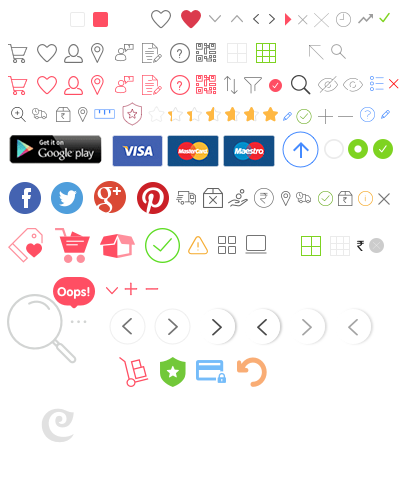 Get it on
Google play
VISA
MasterCard
Maestro
f
g+
₹
Oops!